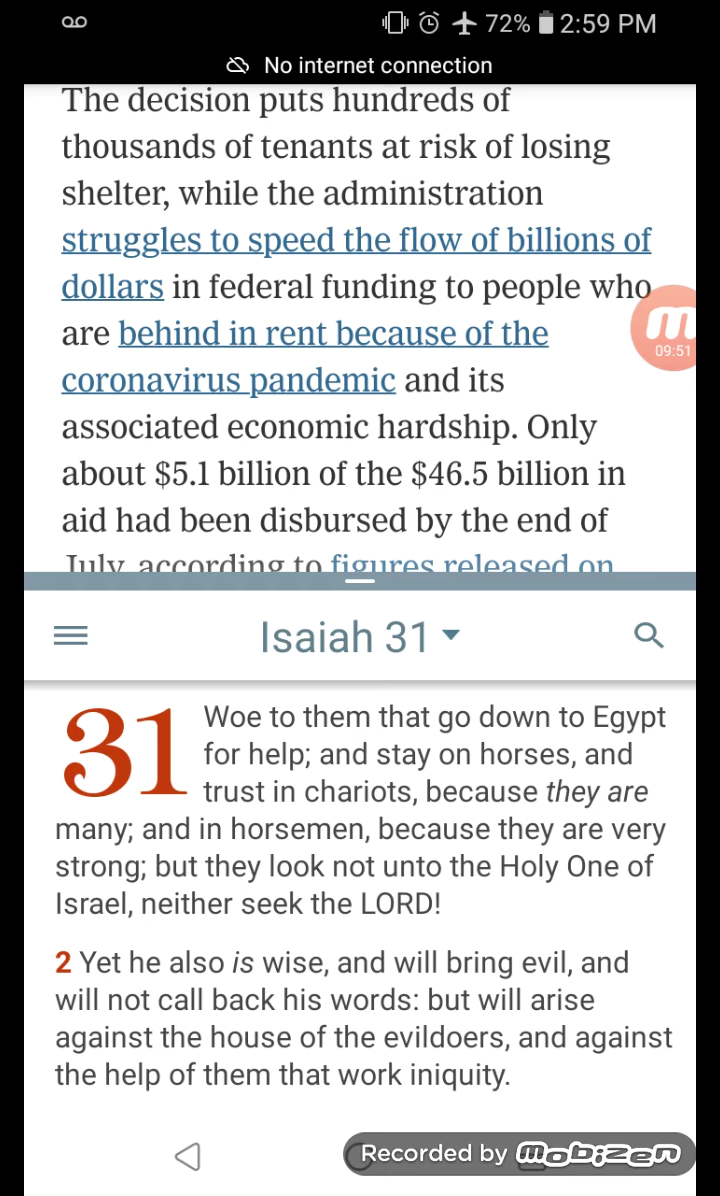 72% 2:59 PM
No internet connection
The decision puts hundreds of
thousands of tenants at risk of losing
shelter, while the administration
struggles to speed the flow of billions of
dollars in federal funding to people who
are behind in rent because of the
09:51
coronavirus pandemic and its
associated economic hardship. Only
about $5.1 billion of the $46.5 billion in
aid had been disbursed by the end of
July, according to figures released on
Isaiah 31
31 Woe to them that go down to Egypt
for help; and stay on horses, and
trust in chariots, because they are
many; and in horsemen, because they are very
strong; but they look not unto the Holy One of
Israel, neither seek the LORD!
2 Yet he also is wise, and will bring evil, and
will not call back his words: but will arise
against the house of the evildoers, and against
the help of them that work iniquity.
Recorded by mobizen